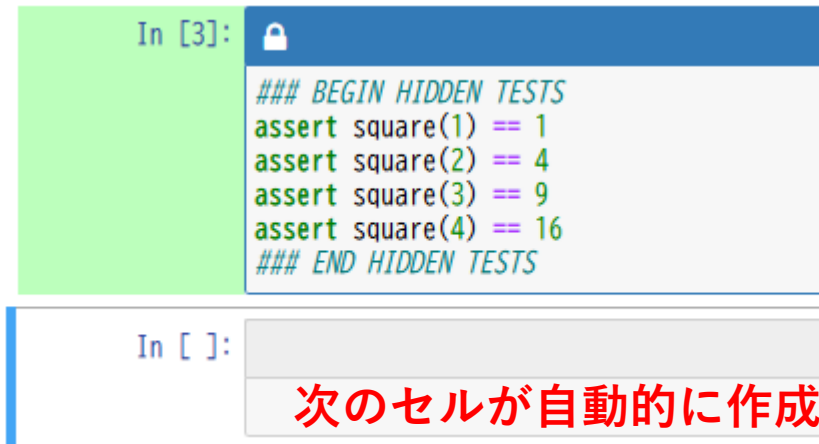 In [3]:
### BEGIN HIDDEN TESTS
assert square(1) == 1
assert square(2) == 4
assert square(3) == 9
assert square(4) == 16
### END HIDDEN TESTS
In [ ]:
次のセルが自動的に作成